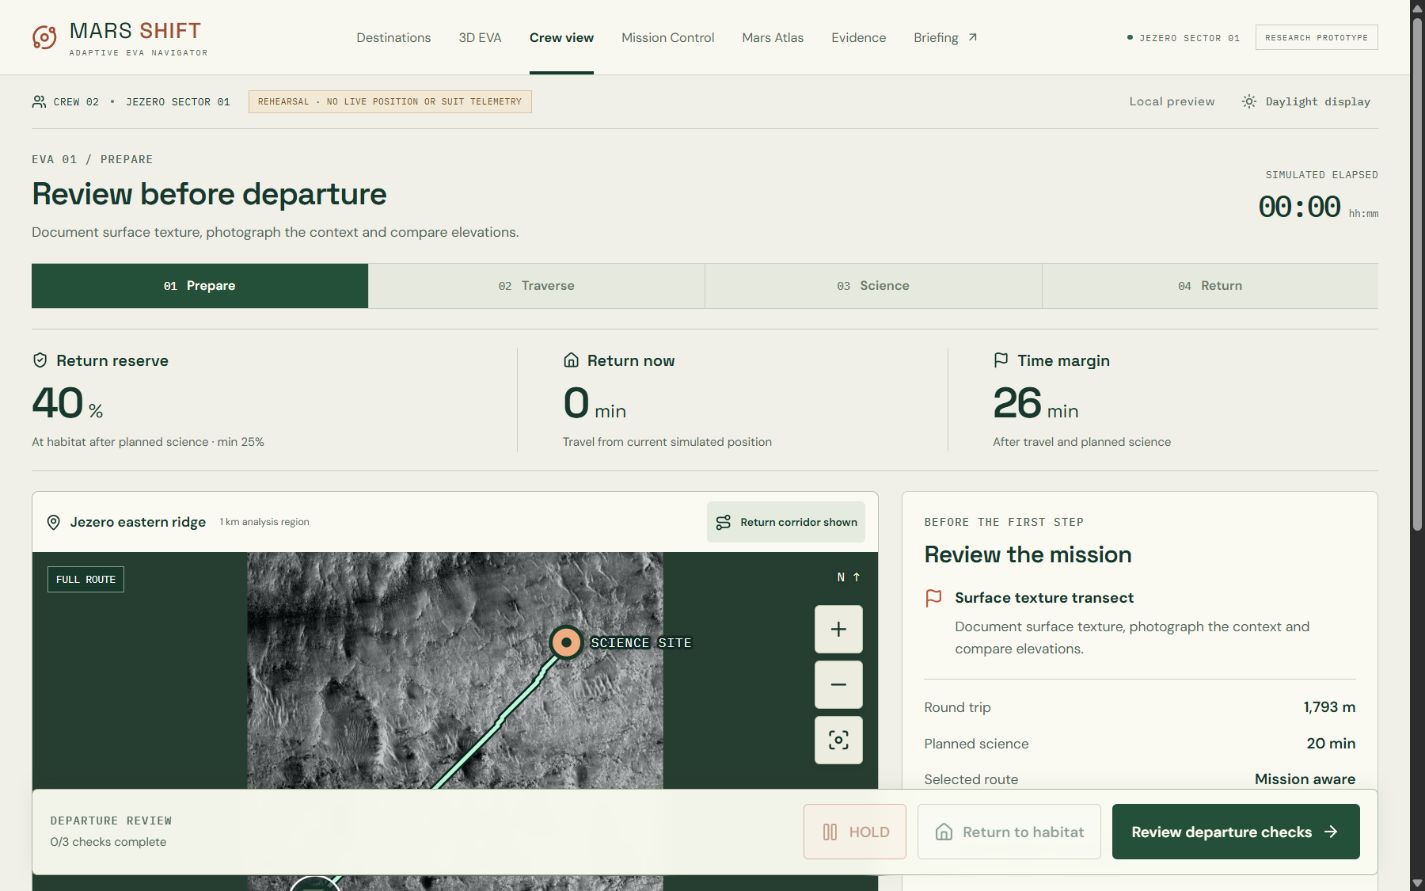 MARS SHIFT
ADAPTIVE EVA NAVIGATOR
Destinations
3D EVA
Crew view
Mission Control
Mars Atlas
Evidence
Briefing
JEZERO SECTOR 01
RESEARCH PROTOTYPE
CREW 02 • JEZERO SECTOR 01
REHEARSAL · NO LIVE POSITION OR SUIT TELEMETRY
Local preview
Daylight display
EVA 01 / PREPARE
Review before departure
Document surface texture, photograph the context and compare elevations.
SIMULATED ELAPSED
00:00 hh:mm
01 Prepare
02 Traverse
03 Science
04 Return
Return reserve
40 %
At habitat after planned science · min 25%
Return now
0 min
Travel from current simulated position
Time margin
26 min
After travel and planned science
Jezero eastern ridge
1 km analysis region
Return corridor shown
FULL ROUTE
N ↑
SCIENCE SITE
BEFORE THE FIRST STEP
Review the mission
Surface texture transect
Document surface texture, photograph the context and
compare elevations.
Round trip 1,793 m
Planned science 20 min
Selected route Mission aware
DEPARTURE REVIEW
0/3 checks complete
HOLD
Return to habitat
Review departure checks →